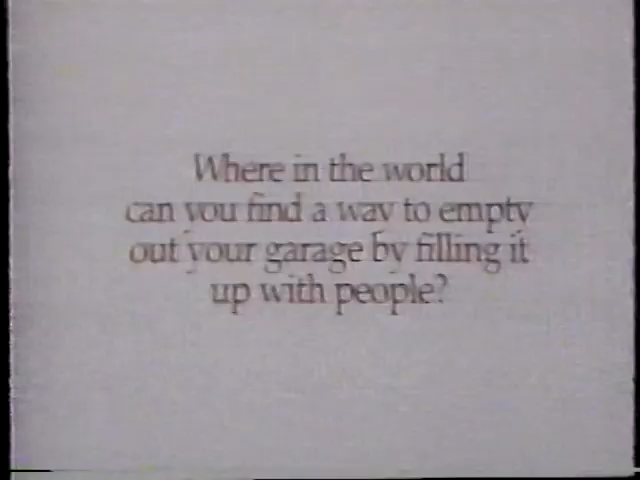 Where in the world
can you find a way to empty
out your garage by filling it
up with people?